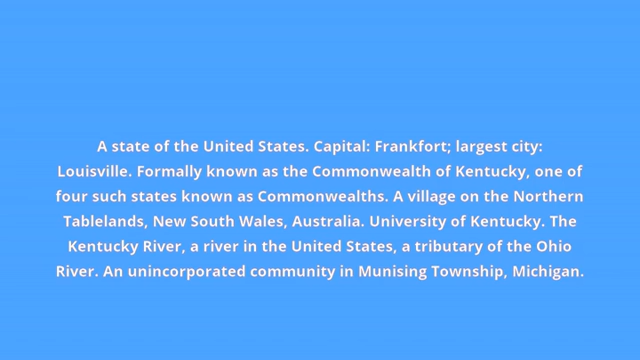 A state of the United States. Capital: Frankfort; largest city:
Louisville. Formally known as the Commonwealth of Kentucky, one of
four such states known as Commonwealths. A village on the Northern
Tablelands, New South Wales, Australia. University of Kentucky. The
Kentucky River, a river in the United States, a tributary of the Ohio
River. An unincorporated community in Munising Township, Michigan.